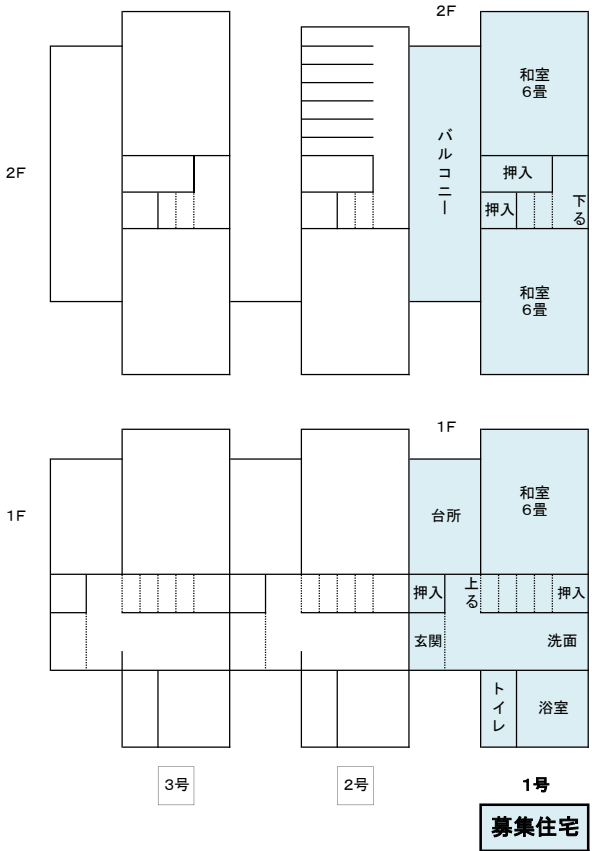 2F
和室
6畳
バルコニー
2F
押入
押入
下る
和室
6畳
1F
1F
和室
6畳
台所
押入
上る
押入
玄関
洗面
トイレ
浴室
3号
2号
1号
募集住宅